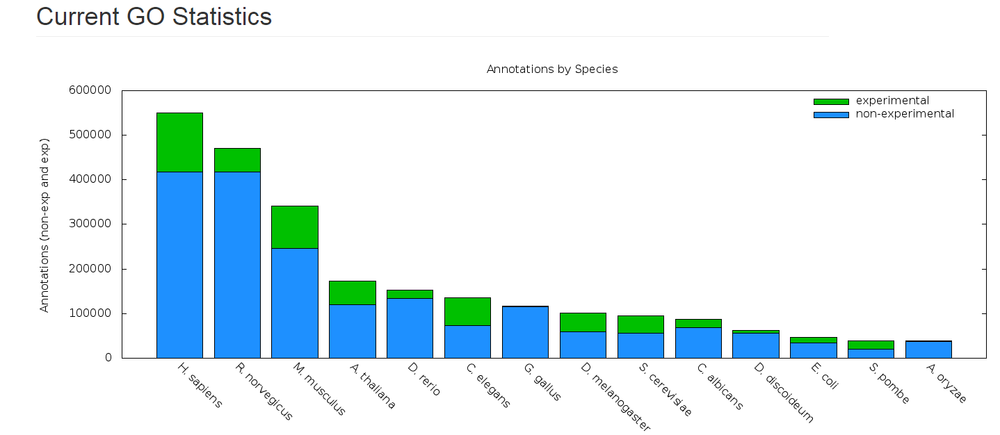 Current GO Statistics
Annotations by Species
600000
500000
400000
300000
200000
100000
0
Annotations (non-exp and exp)
experimental
non-experimental
H. sapiens
R. norvegicus
M. musculus
A. thaliana
D. rerio
C. elegans
G. gallus
D. melanogaster
S. cerevisiae
C. albicans
D. discoideum
E. coli
S. pombe
A. oryzae